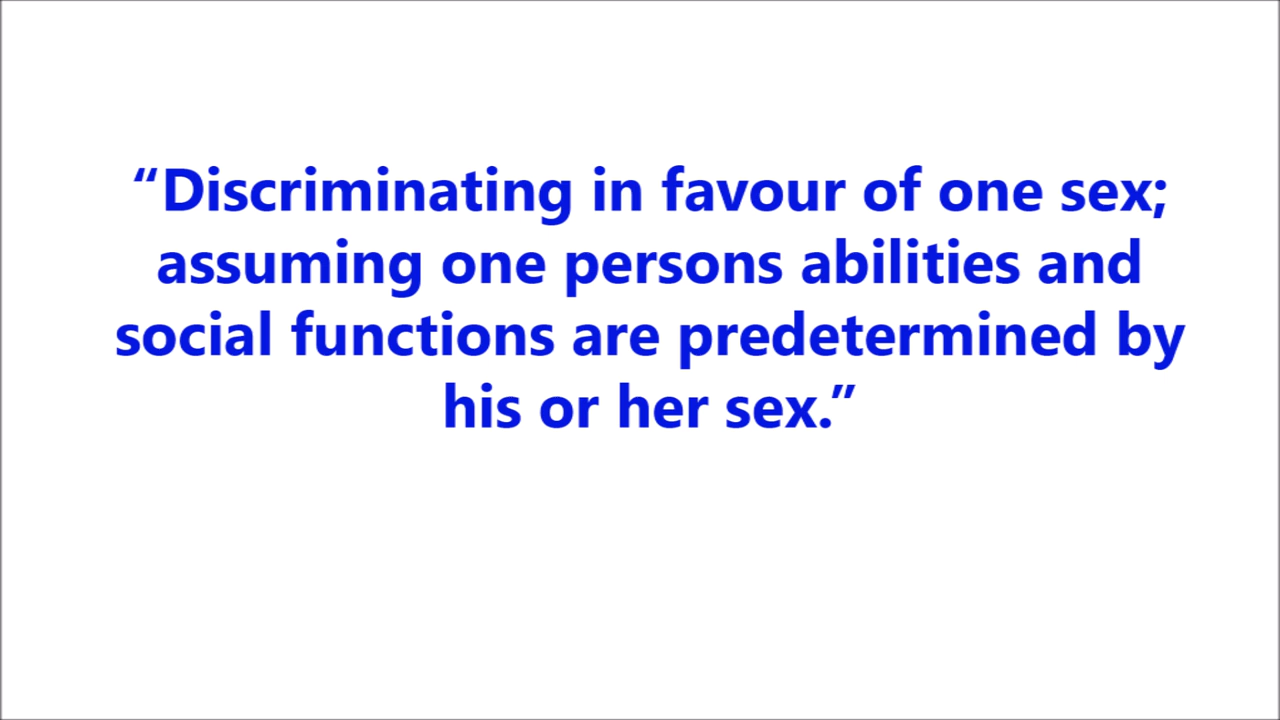 “Discriminating in favour of one sex;
assuming one persons abilities and
social functions are predetermined by
his or her sex.”